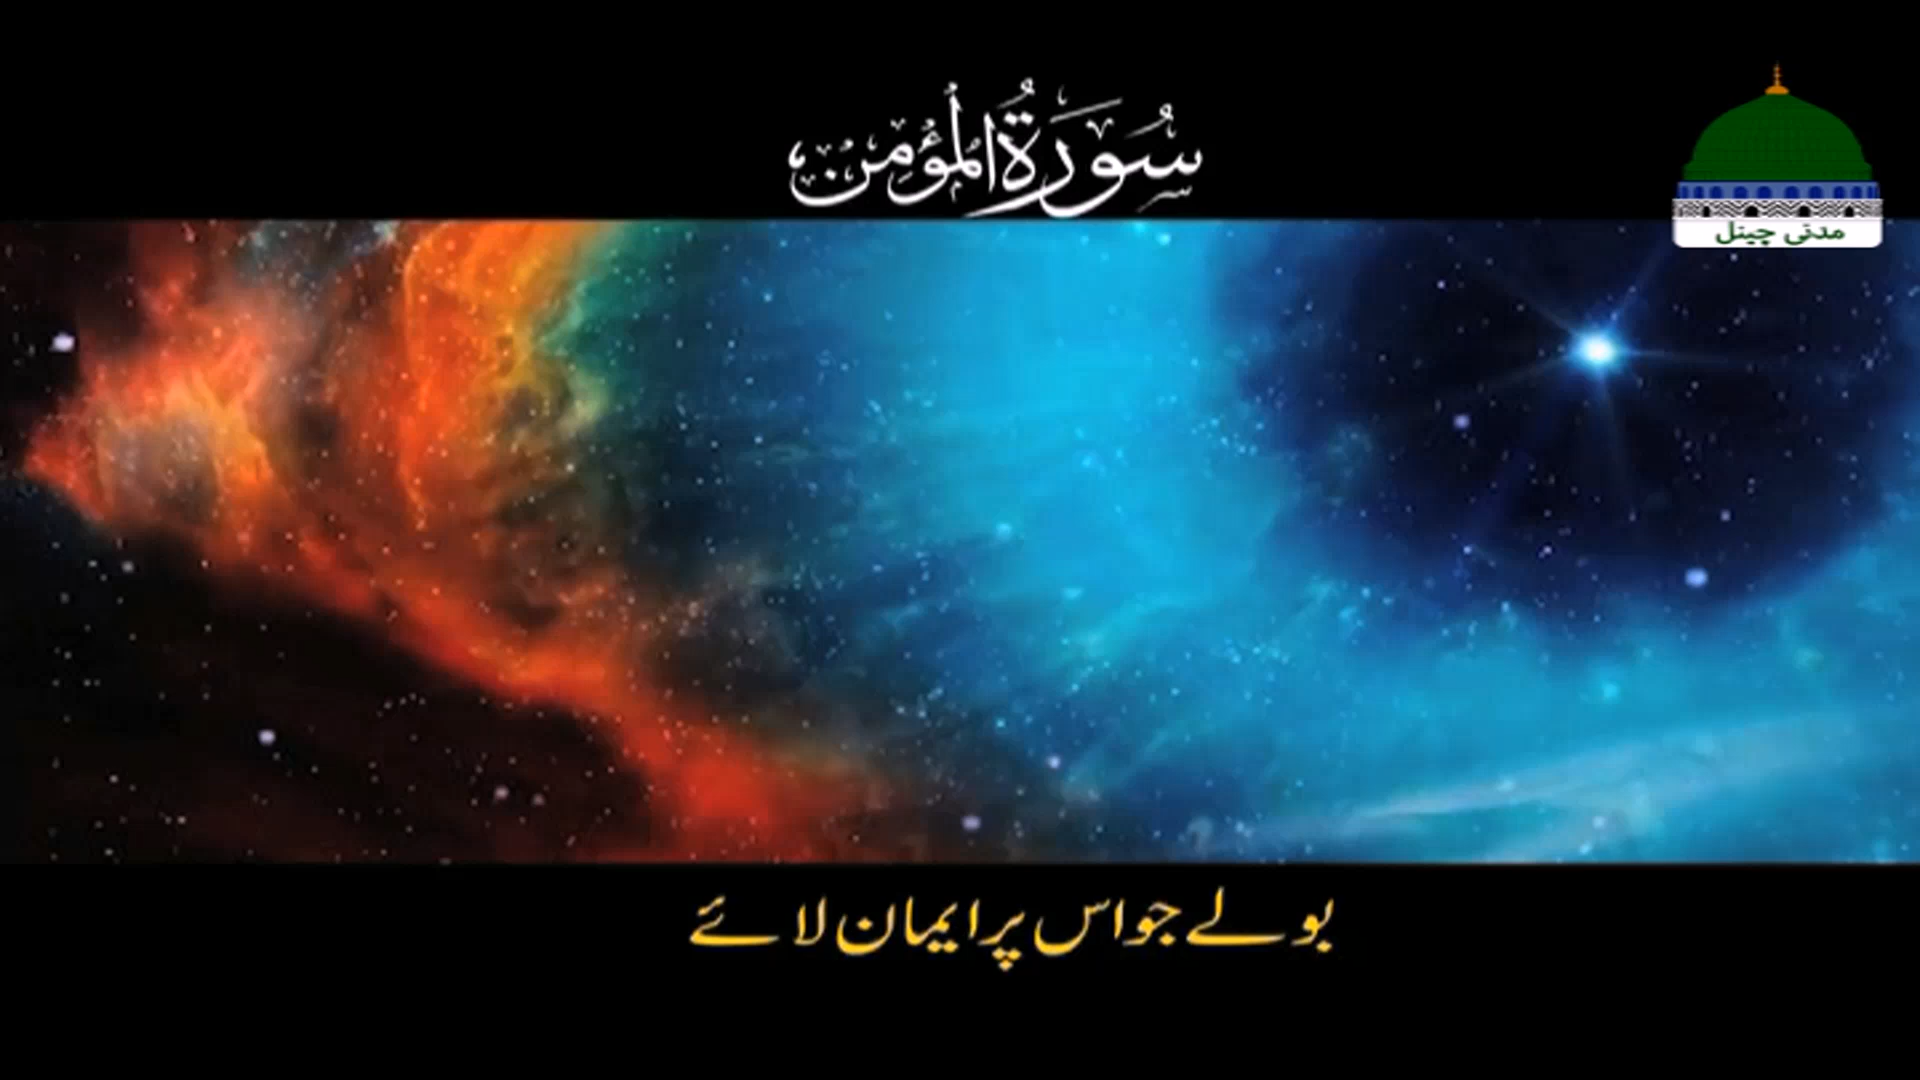 سُوْرَةُ الْمُؤْمِن
مدنی چینل
بولے جو اس پر ایمان لائے